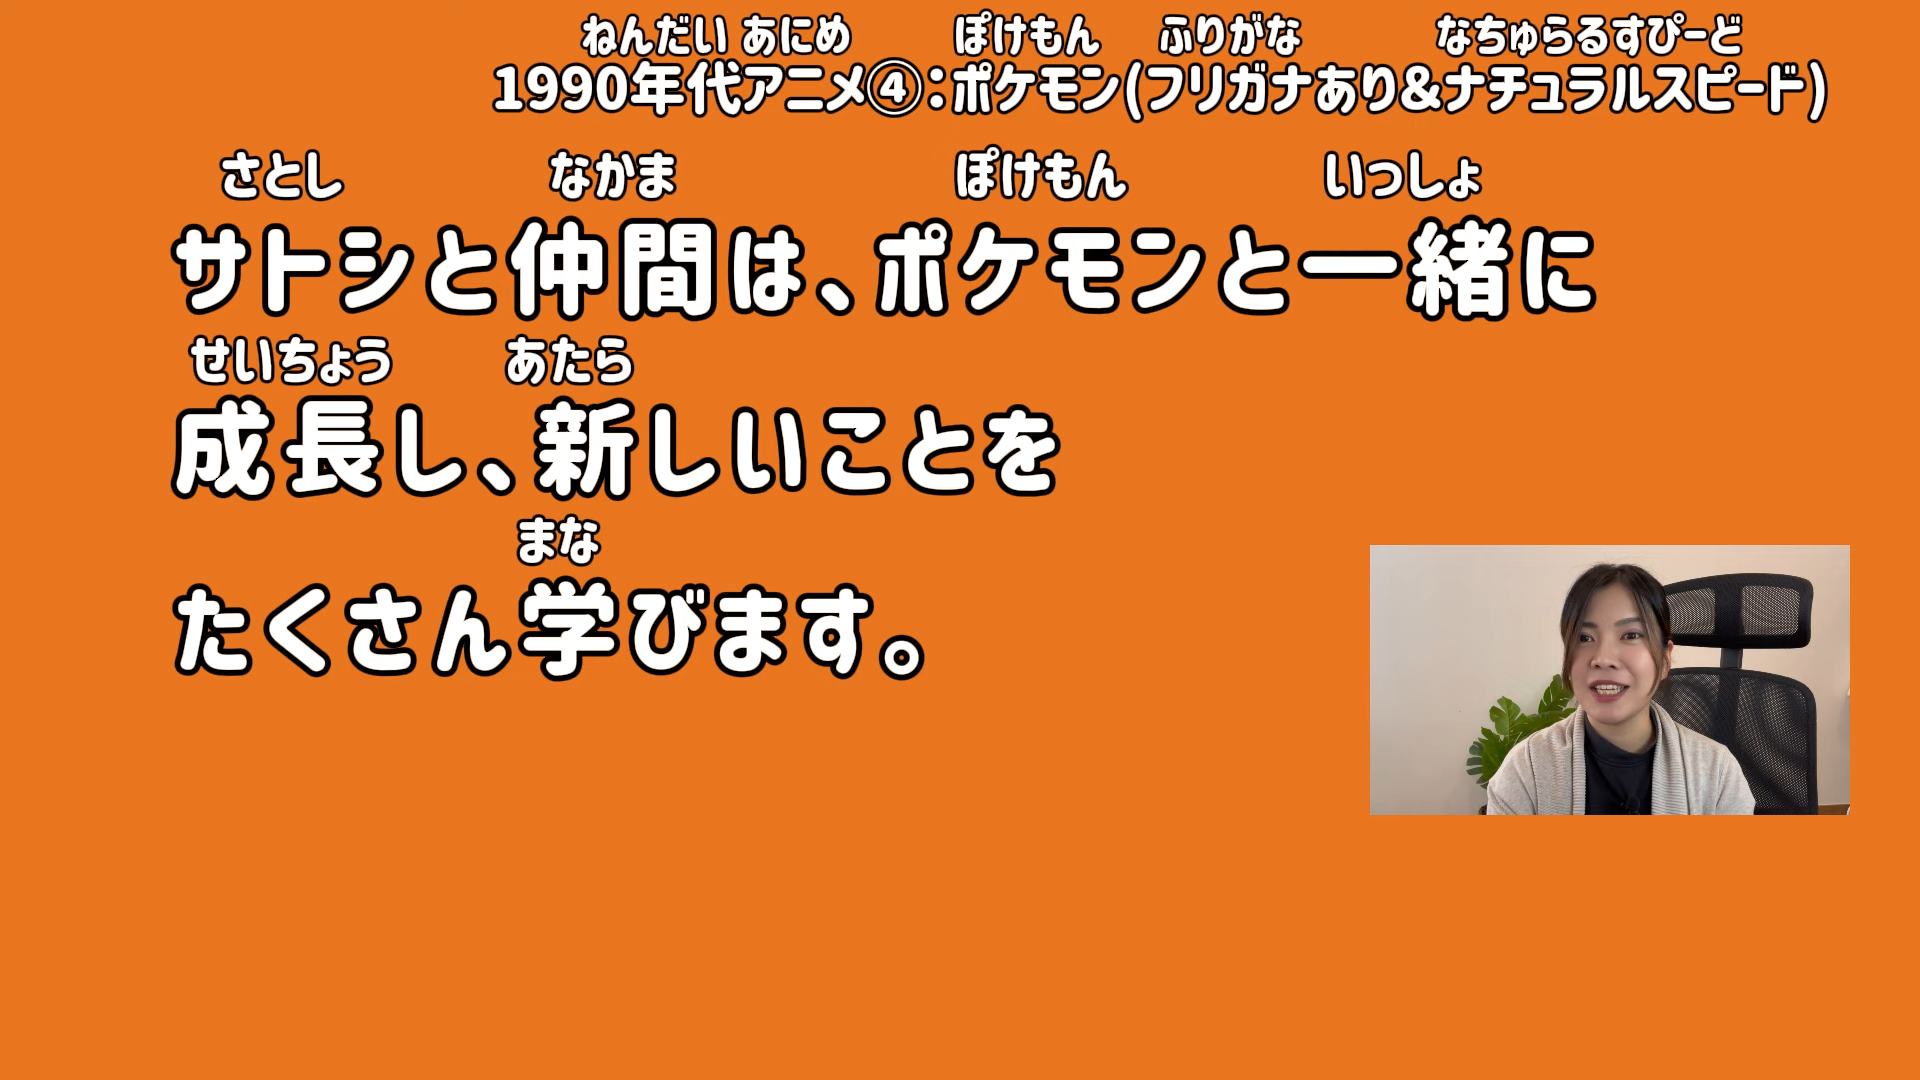 ねんだい あにめ ぽけもん ふりがな なちゅらるすぴーど
1990年代アニメ④:ポケモン(フリガナあり&ナチュラルスピード)
さとし なかま ぽけもん いっしょ
サトシと仲間は、ポケモンと一緒に
せいちょう あたら
成長し、新しいことを
まな
たくさん学びます。